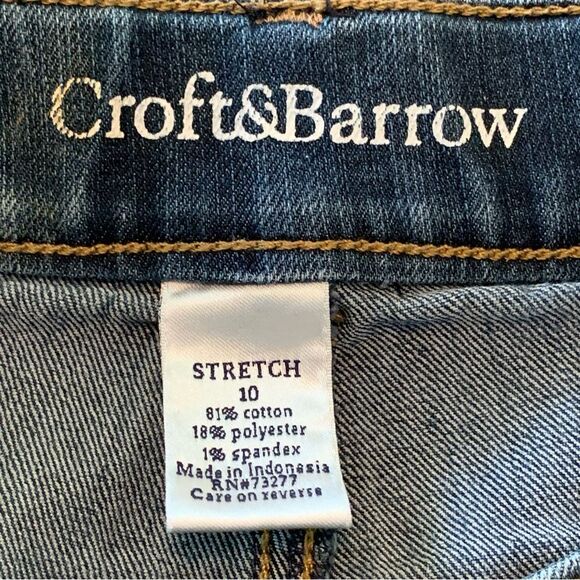 Croft&Barrow
STRETCH
10
81% cotton
18% polyester
1% spandex
Made in Indonesia
RN#73277
Care on reverse